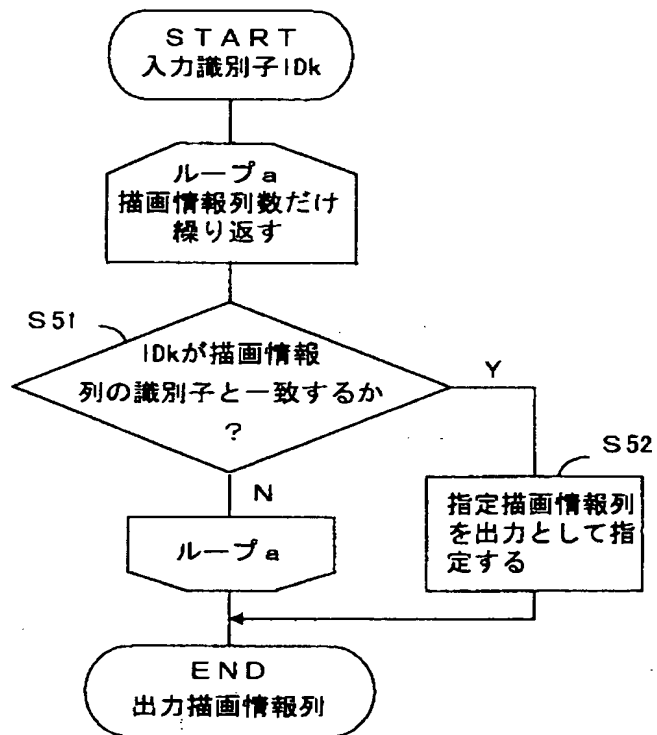 START
入力識別子IDk
ループa
描画情報列数だけ
繰り返す
S51
IDkが描画情報
列の識別子と一致するか
?
Y
S52
N
指定描画情報列
を出力として指
定する
ループa
END
出力描画情報列